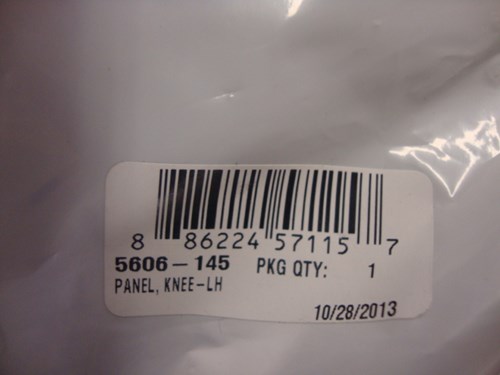 8 86224 57115 7
5606-145 PKG QTY: 1
PANEL, KNEE-LH
10/28/2013